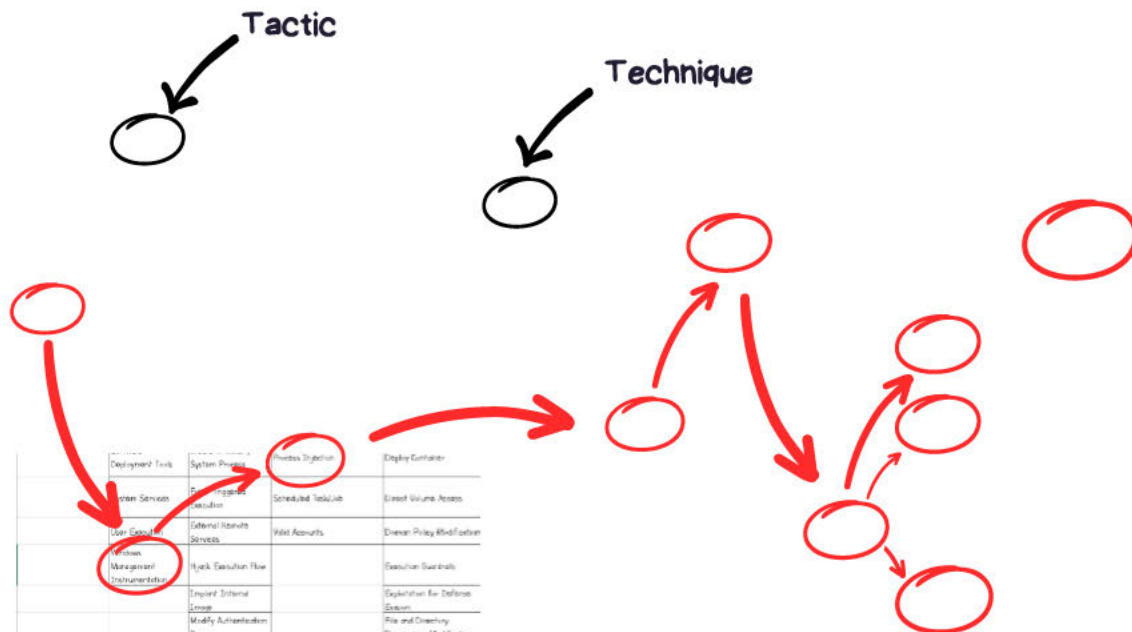 Tactic
Technique
Process Injection
Deployment Tools
System Process
Deploy Container
System Services
Event Triggered
Execution
Scheduled Task/Job
Direct Volume Access
User Execution
External Remote
Services
Valid Accounts
Domain Policy Modification
Windows
Management
Instrumentation
Hijack Execution Flow
Execution Guardrails
Implant Internal
Image
Exploitation for Defense
Evasion
Modify Authentication
File and Directory